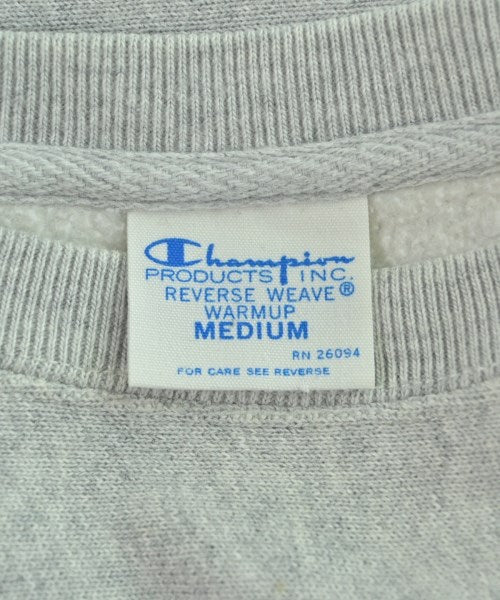 Champion
PRODUCTS INC.
REVERSE WEAVE®
WARMUP
MEDIUM
RN 26094
FOR CARE SEE REVERSE